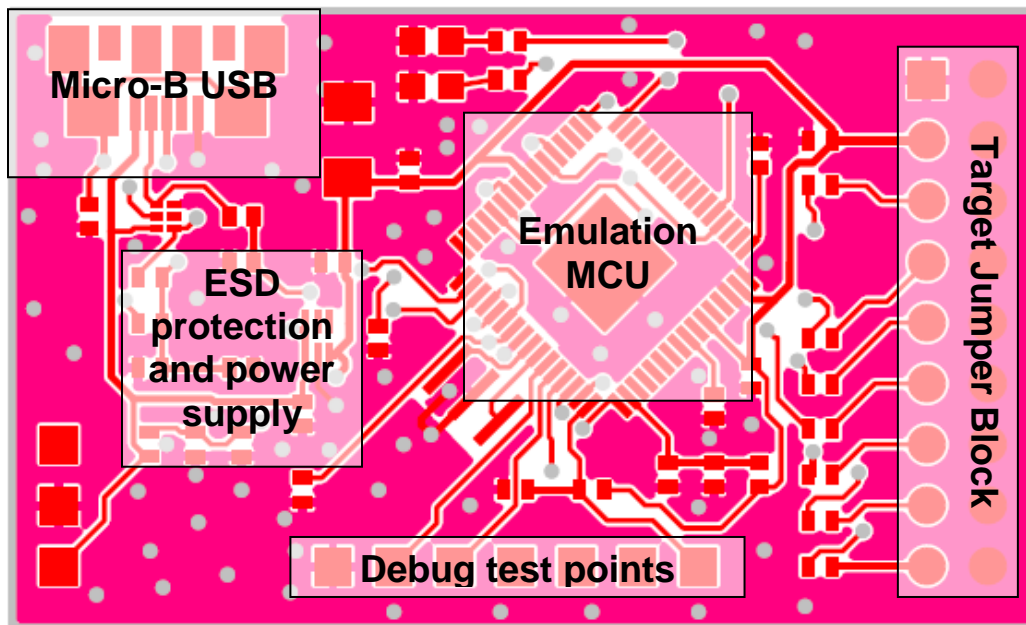 Micro-B USB
Emulation
MCU
ESD
protection
and power
supply
Target Jumper Block
Debug test points